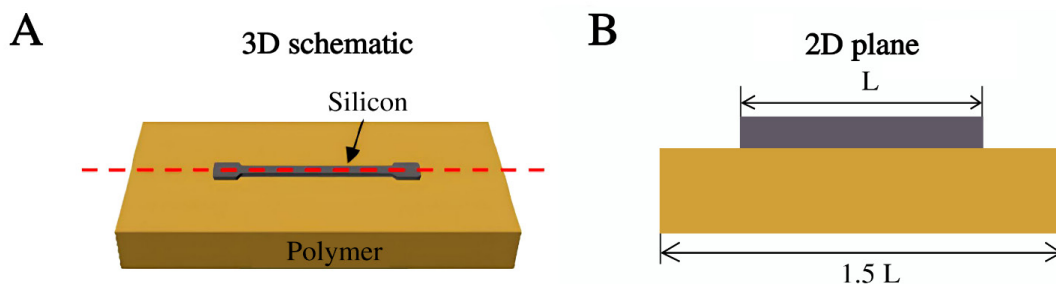 A
3D schematic
Silicon
Polymer
B
2D plane
L
1.5 L